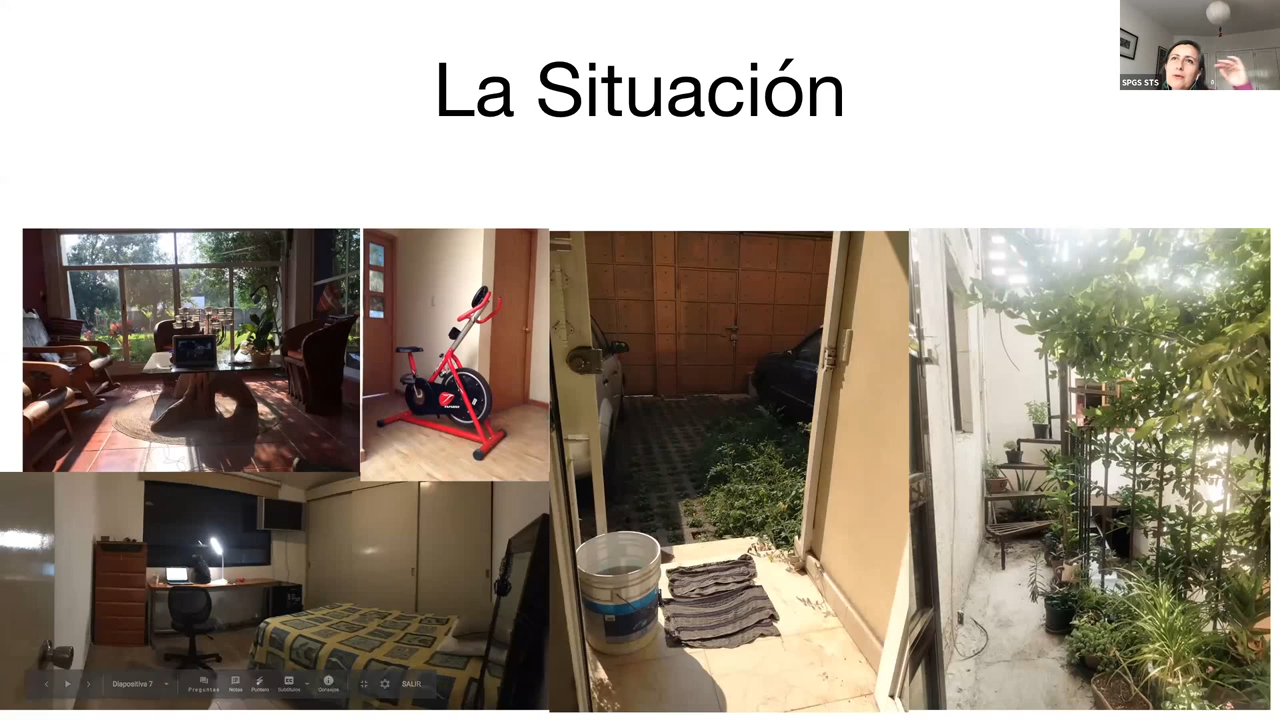 La Situación
SPGS STS
Diapositiva 7
Preguntas
Notas
Puntero
Subtítulos
Consejos
SALIR